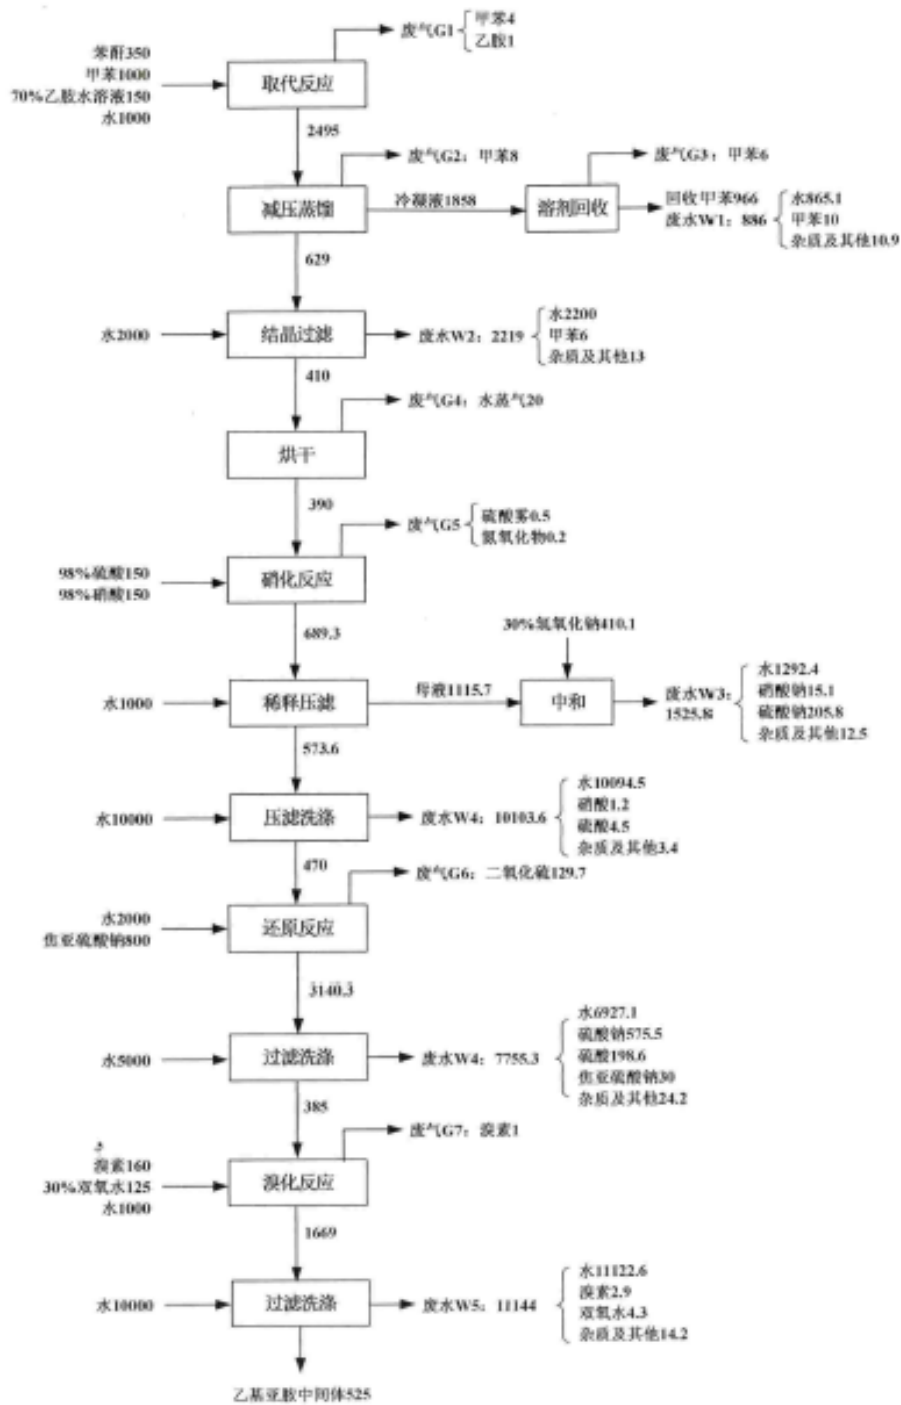 废气G1
甲苯4
乙胺1
苯酐350
甲苯1000
70%乙胺水溶液150
水1000
取代反应
2495
废气G2：甲苯8
废气G3：甲苯6
减压蒸馏
冷凝液1858
溶剂回收
回收甲苯966
废水W1：886
水865.1
甲苯10
杂质及其他10.9
629
水2000
结晶过滤
废水W2：2219
水2200
甲苯6
杂质及其他13
410
废气G4：水蒸气20
烘干
390
废气G5
硫酸雾0.5
氮氧化物0.2
98%硫酸150
98%硝酸150
硝化反应
689.3
30%氢氧化钠410.1
水1000
稀释压滤
母液1115.7
中和
废水W3：
1525.8
水1292.4
硝酸钠15.1
硫酸钠205.8
杂质及其他12.5
573.6
水10000
压滤洗涤
废水W4：10103.6
水10094.5
硝酸1.2
硫酸4.5
杂质及其他3.4
470
废气G6：二氧化硫129.7
水2000
焦亚硫酸钠800
还原反应
3140.3
水5000
过滤洗涤
废水W4：7755.3
水6927.1
硫酸钠575.5
硫酸198.6
焦亚硫酸钠30
杂质及其他24.2
385
废气G7：溴素1
溴素160
30%双氧水125
水1000
溴化反应
1669
水10000
过滤洗涤
废水W5：11144
水11122.6
溴素2.9
双氧水4.3
杂质及其他14.2
乙基亚胺中间体525